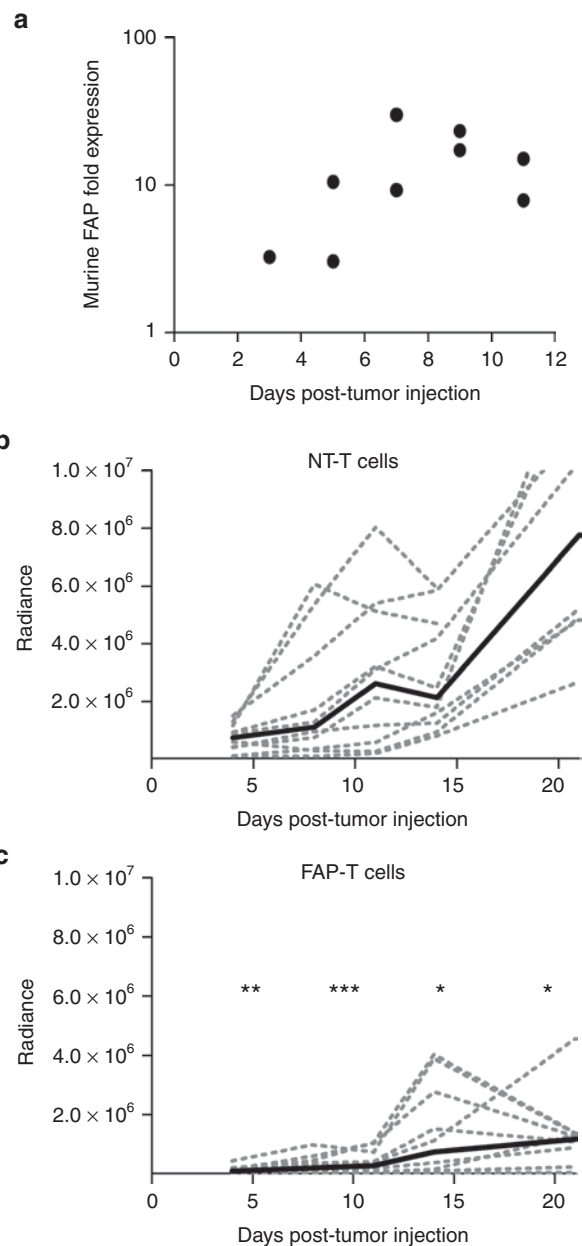 a
100
10
1
Murine FAP fold expression
0 2 4 6 8 10 12
Days post-tumor injection
b
NT-T cells
1.0 × 10⁷
8.0 × 10⁶
6.0 × 10⁶
4.0 × 10⁶
2.0 × 10⁶
Radiance
0 5 10 15 20
Days post-tumor injection
c
FAP-T cells
1.0 × 10⁷
8.0 × 10⁶
6.0 × 10⁶
4.0 × 10⁶
2.0 × 10⁶
Radiance
** *** * *
0 5 10 15 20
Days post-tumor injection